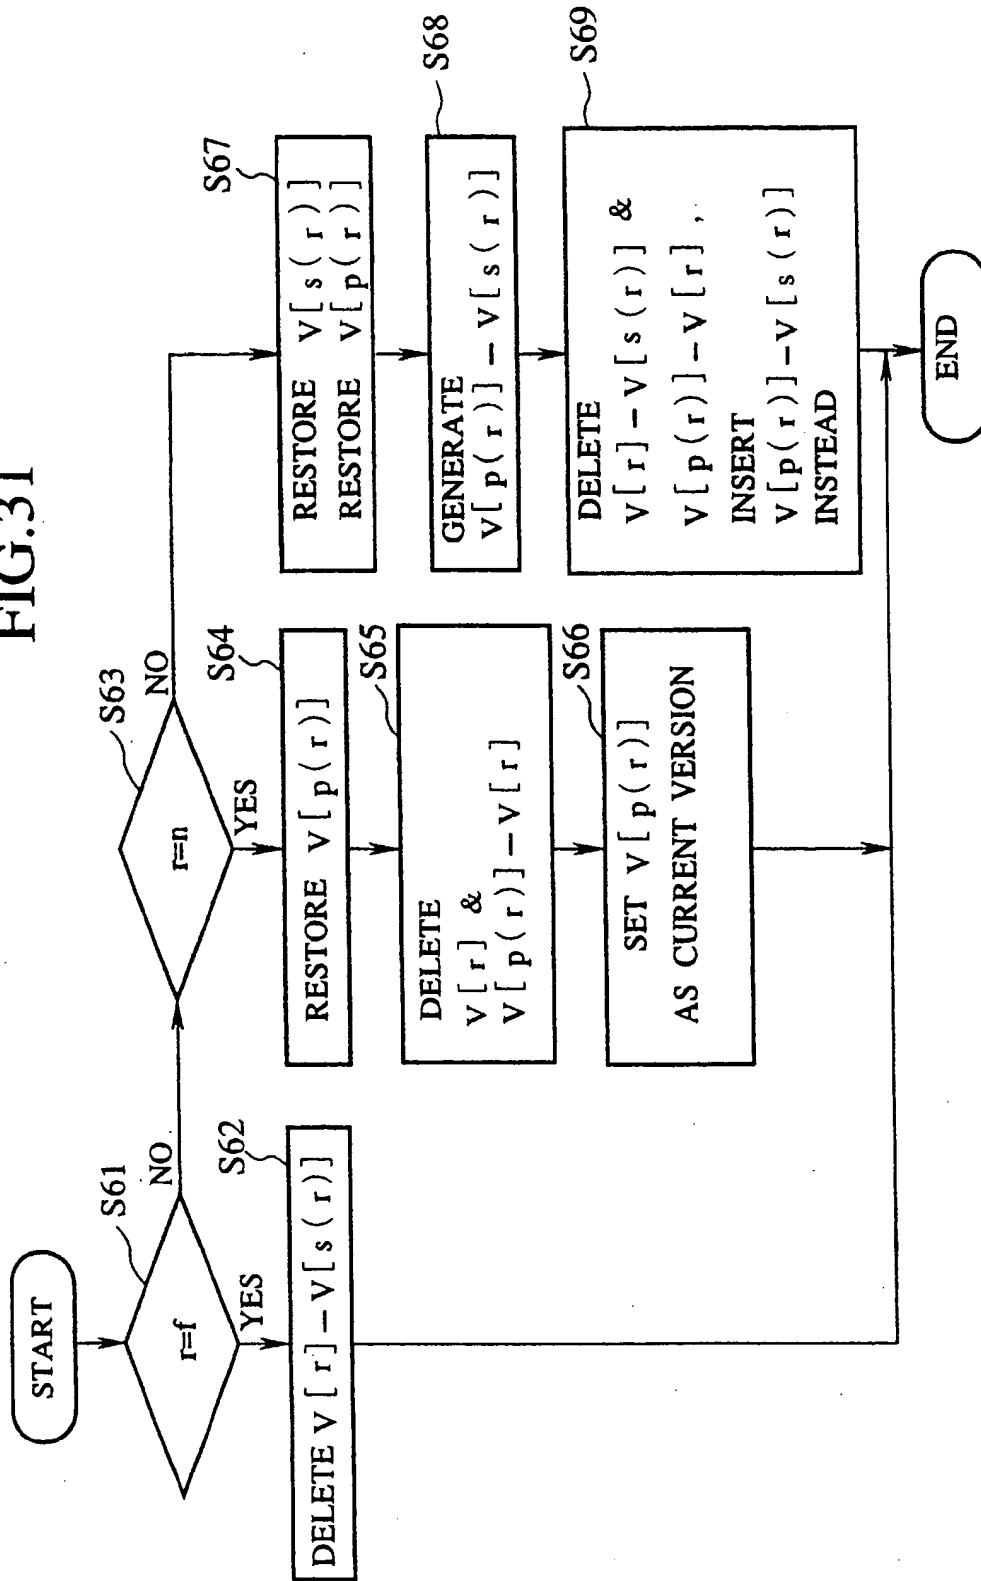 FIG.31
START
S61
r=f
NO
YES
S62
DELETE V[r]-V[s(r)]
S63
r=n
NO
YES
S64
RESTORE V[p(r)]
S65
DELETE
V[r] &
V[p(r)]-V[r]
S66
SET V[p(r)]
AS CURRENT VERSION
S67
RESTORE V[s(r)]
RESTORE V[p(r)]
S68
GENERATE
V[p(r)]-V[s(r)]
S69
DELETE
V[r]-V[s(r)] &
V[p(r)]-V[r],
INSERT
V[p(r)]-V[s(r)]
INSTEAD
END